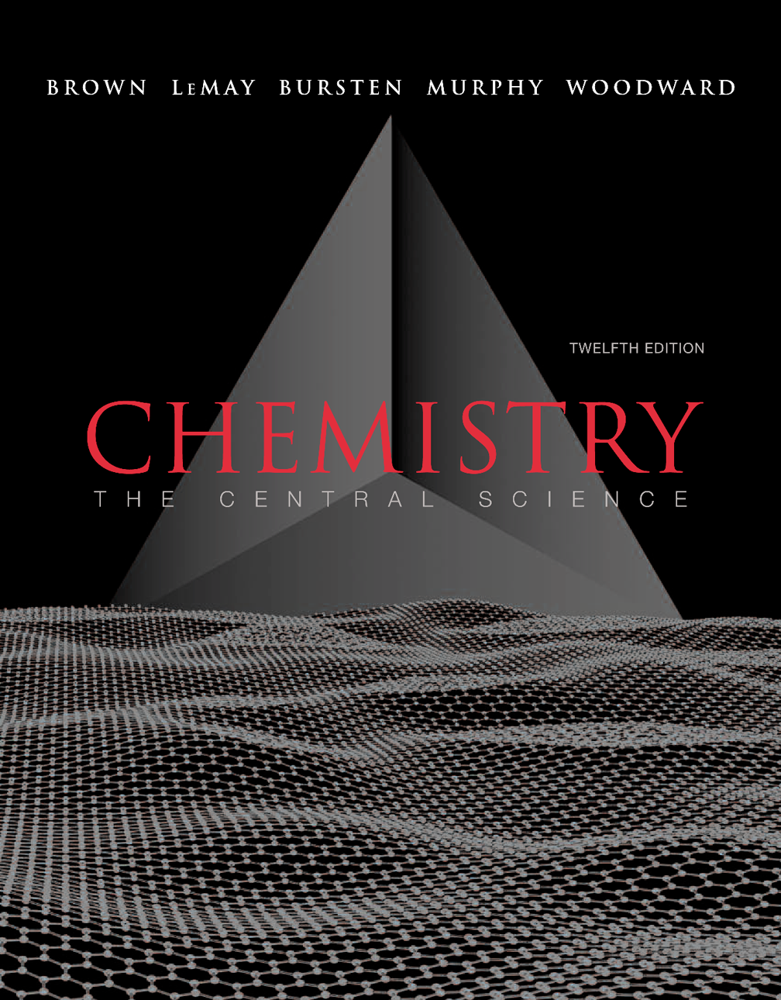 BROWN LEMAY BURSTEN MURPHY WOODWARD
TWELFTH EDITION
CHEMISTRY
THE CENTRAL SCIENCE